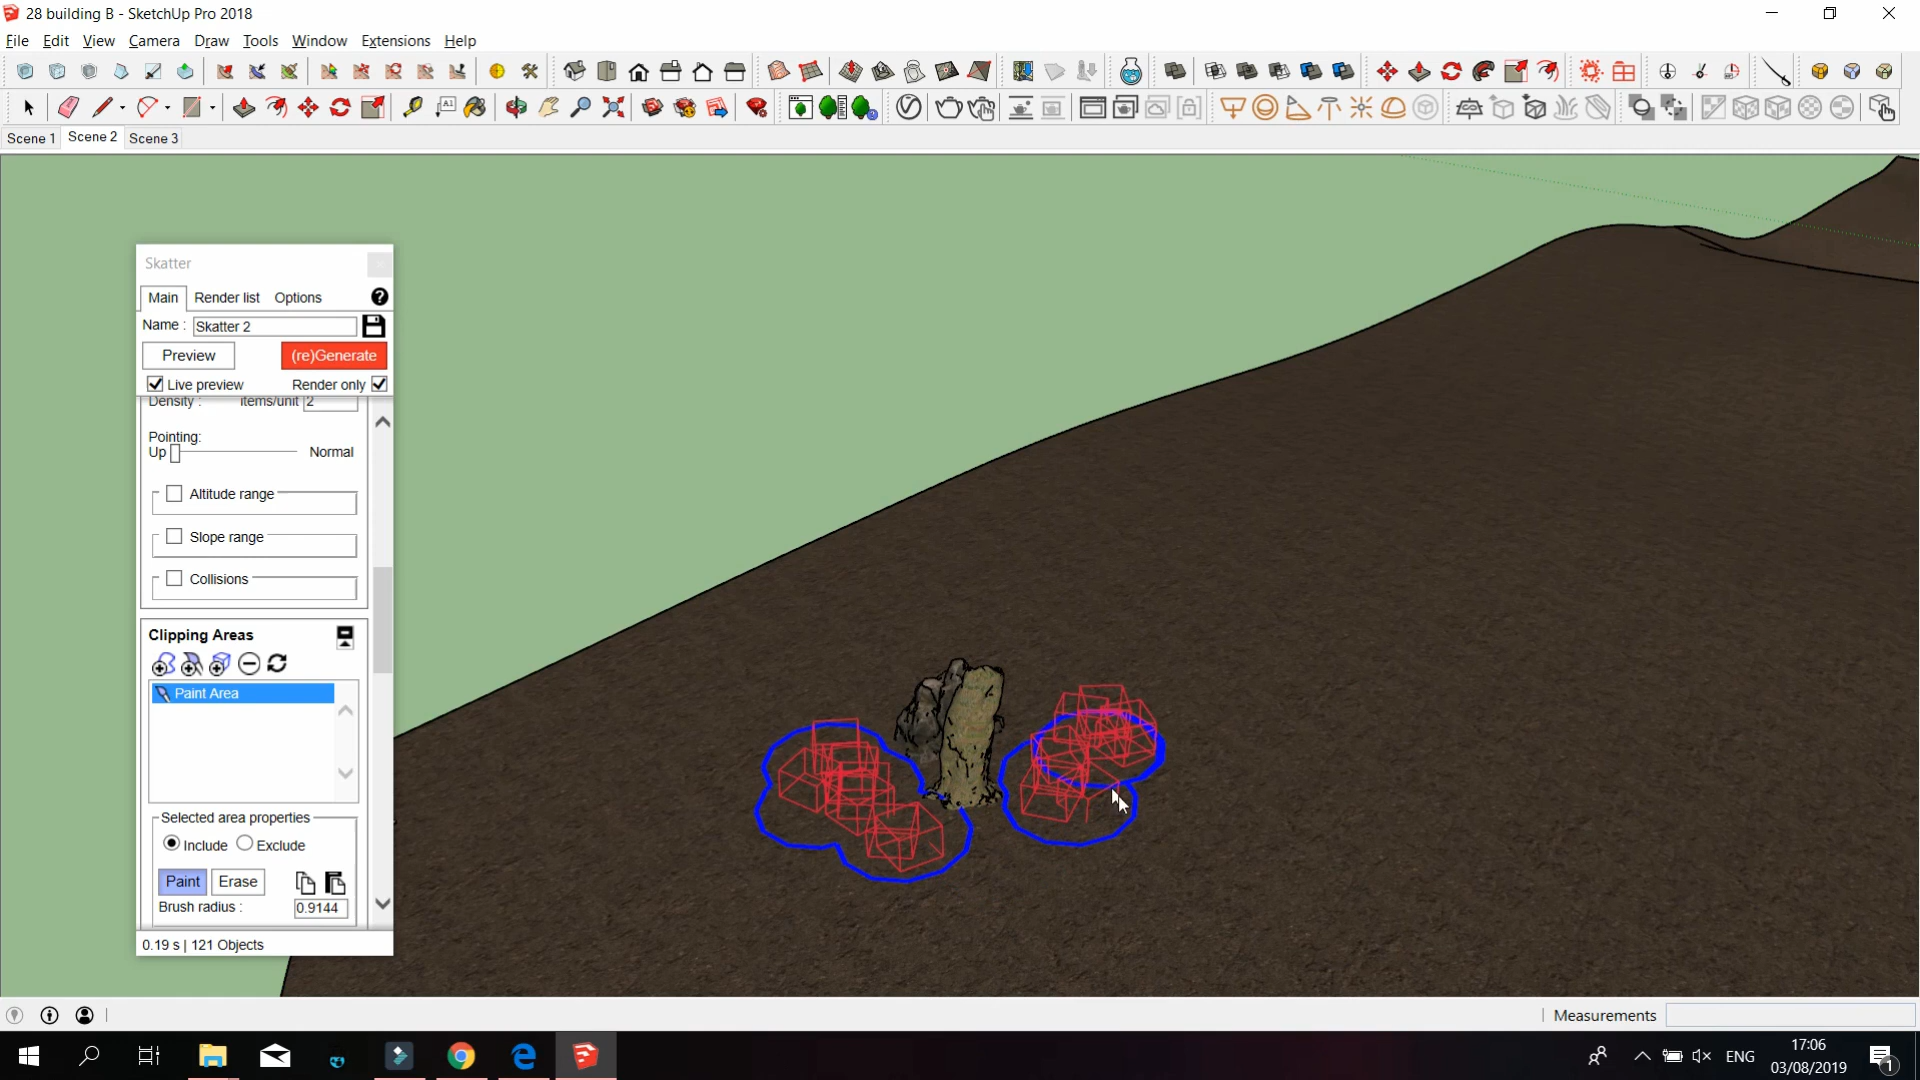 28 building B - SketchUp Pro 2018
File Edit View Camera Draw Tools Window Extensions Help
A1
Scene 1 Scene 2 Scene 3
Skatter
Main Render list Options
Name : Skatter 2
Preview (re)Generate
Live preview Render only
Density : items/unit 2
Pointing:
Up Normal
Altitude range
Slope range
Collisions
Clipping Areas
Paint Area
Selected area properties
Include Exclude
Paint Erase
Brush radius : 0.9144
0.19 s | 121 Objects
Measurements
ENG
17:06
03/08/2019
1